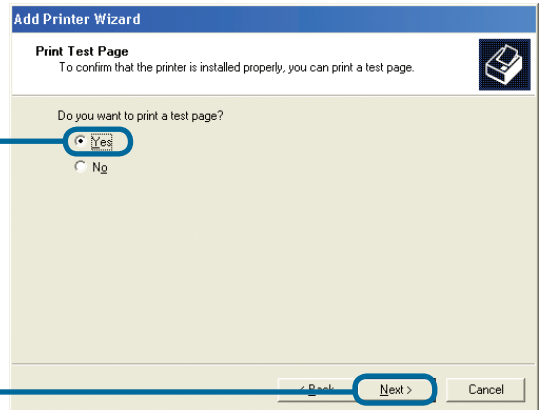 Add Printer Wizard
Print Test Page
To confirm that the printer is installed properly, you can print a test page.
Do you want to print a test page?
Yes
No
< Back
Next >
Cancel